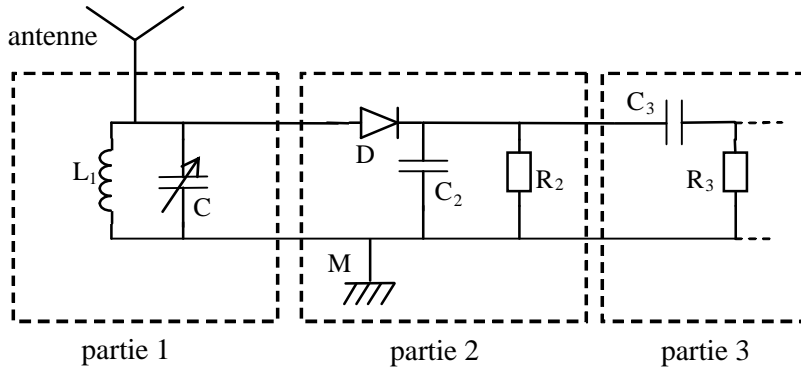 antenne
L₁
C
D
C₂
R₂
C₃
R₃
M
partie 1
partie 2
partie 3